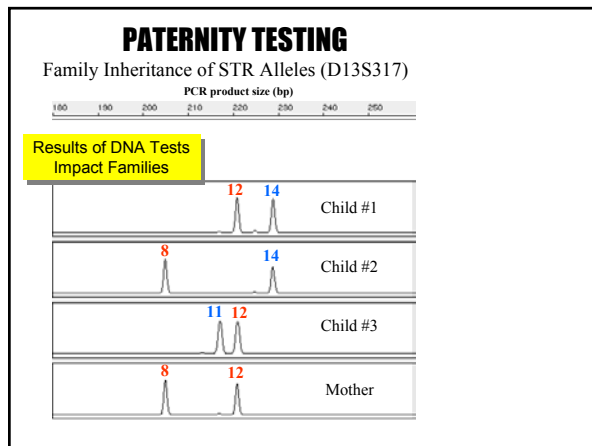 PATERNITY TESTING
Family Inheritance of STR Alleles (D13S317)
PCR product size (bp)
180 190 200 210 220 230 240 250
Results of DNA Tests
Impact Families
12 14
Child #1
8 14
Child #2
11 12
Child #3
8 12
Mother